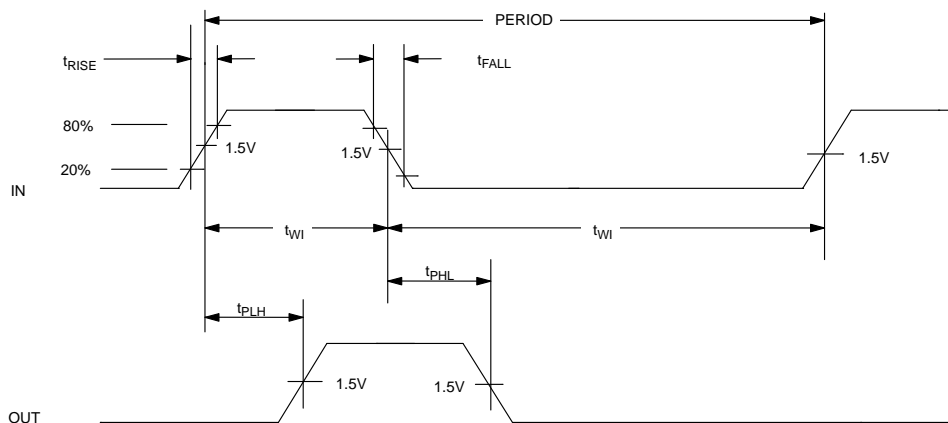 PERIOD
tRISE
tFALL
80%
1.5V
1.5V
1.5V
20%
IN
tWI
tWI
tPHL
tPLH
1.5V
1.5V
OUT